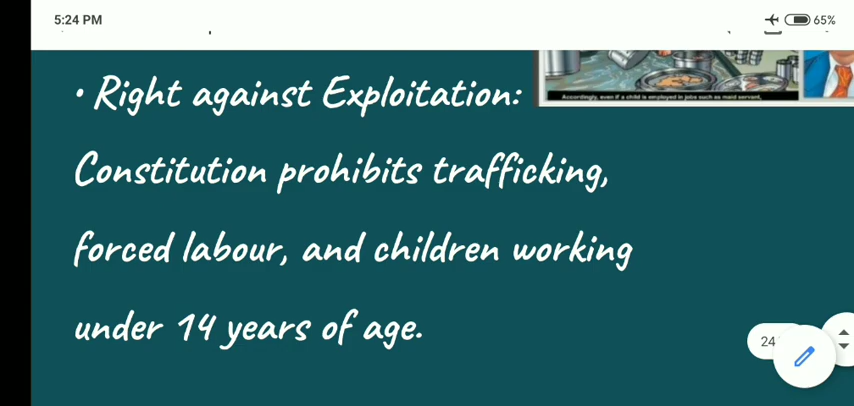 5:24 PM
65%
Accordingly, even if a child is employed in jobs such as maid servant,
• Right against Exploitation:
Constitution prohibits trafficking,
forced labour, and children working
under 14 years of age.
24